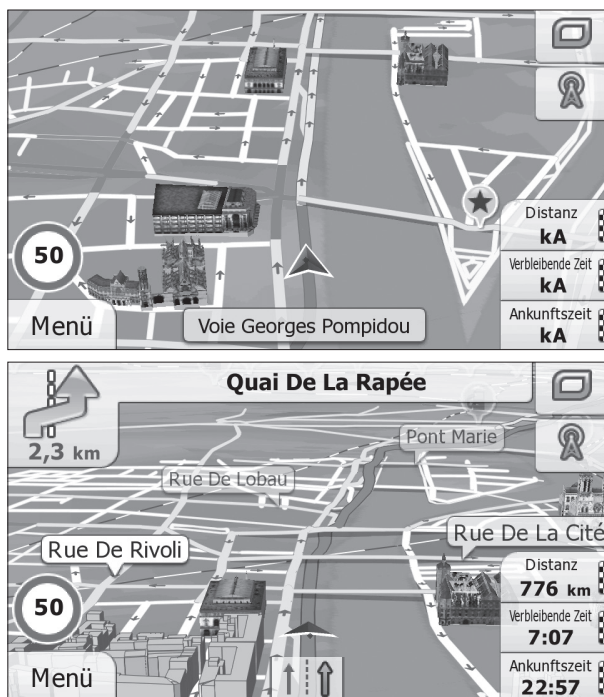 Distanz
kA
50
Verbleibende Zeit
kA
Ankunftszeit
kA
Menü
Voie Georges Pompidou
Quai De La Rapée
2,3 km
Pont Marie
Rue De Lobau
Rue De La Cité
Rue De Rivoli
Distanz
776 km
50
Verbleibende Zeit
7:07
Ankunftszeit
22:57
Menü